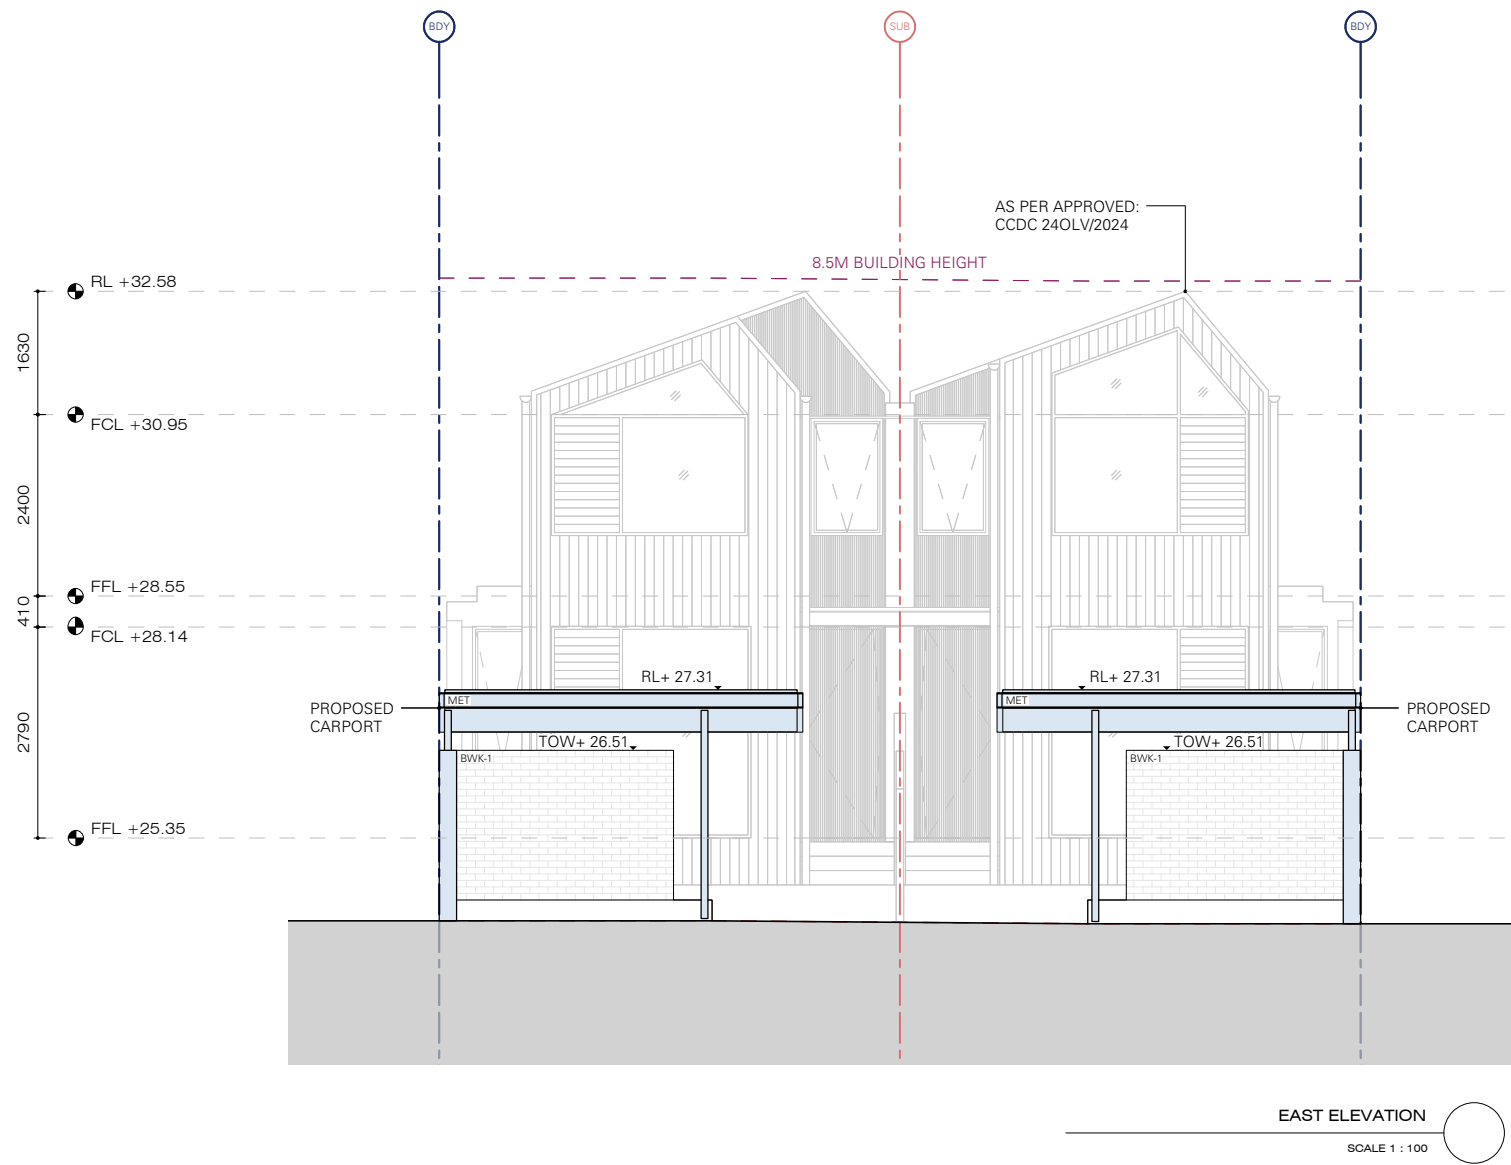 BDY
SUB
BDY
AS PER APPROVED:
CCDC 24OLV/2024
8.5M BUILDING HEIGHT
RL +32.58
1630
FCL +30.95
2400
FFL +28.55
410
FCL +28.14
RL+ 27.31
RL+ 27.31
MET
MET
PROPOSED
CARPORT
PROPOSED
CARPORT
2790
TOW+ 26.51
TOW+ 26.51
BWK-1
BWK-1
FFL +25.35
EAST ELEVATION
SCALE 1 : 100